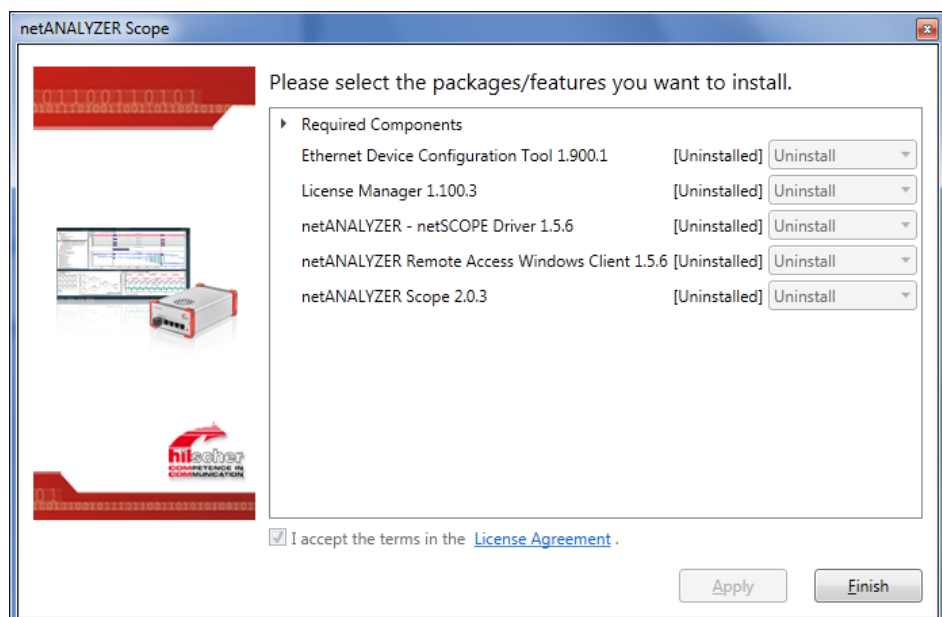 netANALYZER Scope
Please select the packages/features you want to install.
Required Components
Ethernet Device Configuration Tool 1.900.1 [Uninstalled] Uninstall
License Manager 1.100.3 [Uninstalled] Uninstall
netANALYZER - netSCOPE Driver 1.5.6 [Uninstalled] Uninstall
netANALYZER Remote Access Windows Client 1.5.6 [Uninstalled] Uninstall
netANALYZER Scope 2.0.3 [Uninstalled] Uninstall
hilscher
COMPETENCE IN
COMMUNICATION
I accept the terms in the License Agreement .
Apply Finish